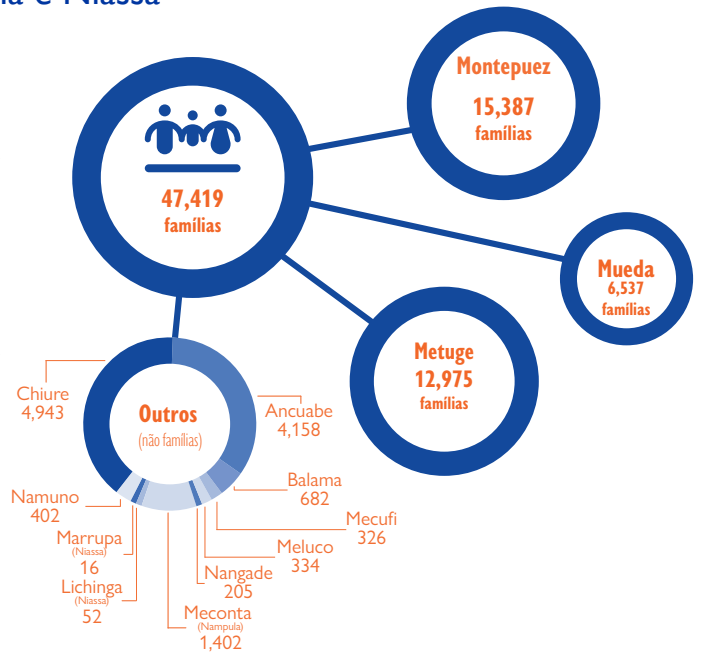 Montepuez
15,387
famílias
47,419
famílias
Mueda
6,537
famílias
Metuge
12,975
famílias
Outros
(não famílias)
Chiure
4,943
Ancuabe
4,158
Balama
682
Mecufi
326
Meluco
334
Nangade
205
Meconta
(Nampula)
1,402
Lichinga
(Niassa)
52
Marrupa
(Niassa)
16
Namuno
402